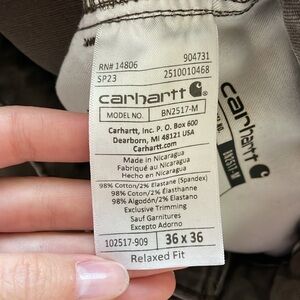 RN# 14806 904731
SP23 2510010468
carhartt
MODEL NO. BN2517-M
Carhartt, Inc. P. O. Box 600
Dearborn, MI 48121 USA
Carhartt.com
Made in Nicaragua
Fabriqué au Nicaragua
Hecho en Nicaragua
98% Cotton/2% Elastane (Spandex)
98% Coton/2% Élasthanne
98% Algodón/2% Elastano
Exclusive Trimming
Sauf Garnitures
Excepto Adorno
102517-909 36 x 36
Relaxed Fit
carhartt